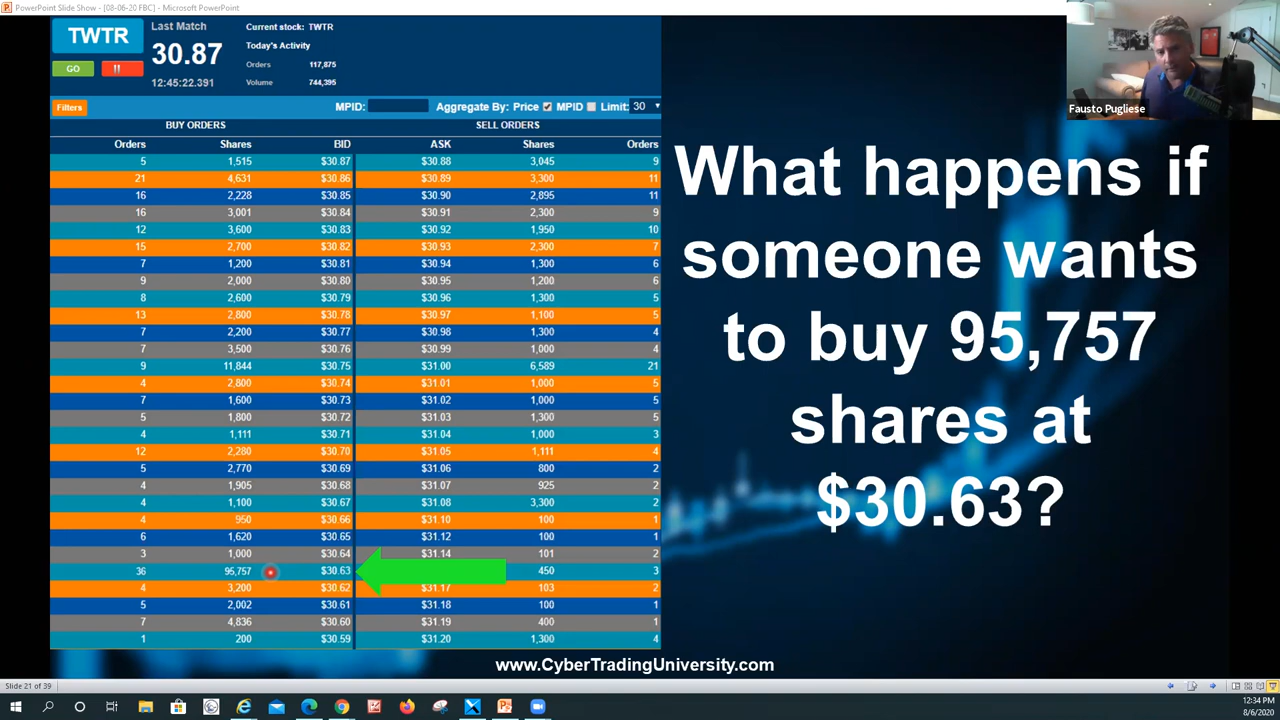 PowerPoint Slide Show - [08-06-20 FBC] - Microsoft PowerPoint
TWTR
Last Match
30.87
12:45:22.391
GO
Current stock: TWTR
Today's Activity
Orders 117,875
Volume 744,395
Filters
MPID: Aggregate By: Price MPID Limit: 30
BUY ORDERS SELL ORDERS
Orders Shares BID ASK Shares Orders
5 1,515 $30.87 $30.88 3,045 9
21 4,631 $30.86 $30.89 3,300 11
16 2,228 $30.85 $30.90 2,895 11
16 3,001 $30.84 $30.91 2,300 9
12 3,600 $30.83 $30.92 1,950 10
15 2,700 $30.82 $30.93 2,300 7
7 1,200 $30.81 $30.94 1,300 6
9 2,000 $30.80 $30.95 1,200 6
8 2,600 $30.79 $30.96 1,300 5
13 2,800 $30.78 $30.97 1,100 5
7 2,200 $30.77 $30.98 1,300 4
7 3,500 $30.76 $30.99 1,000 4
9 11,844 $30.75 $31.00 6,589 21
4 2,800 $30.74 $31.01 1,000 5
7 1,600 $30.73 $31.02 1,000 5
5 1,800 $30.72 $31.03 1,300 5
4 1,111 $30.71 $31.04 1,000 3
12 2,280 $30.70 $31.05 1,111 4
5 2,770 $30.69 $31.06 800 2
4 1,905 $30.68 $31.07 925 2
4 1,100 $30.67 $31.08 3,300 2
4 950 $30.66 $31.10 100 1
6 1,620 $30.65 $31.12 100 1
3 1,000 $30.64 $31.14 101 2
36 95,757 $30.63 450 3
4 3,200 $30.62 $31.17 103 2
5 2,002 $30.61 $31.18 100 1
7 4,836 $30.60 $31.19 400 1
1 200 $30.59 $31.20 1,300 4
Fausto Pugliese
What happens if
someone wants
to buy 95,757
shares at
$30.63?
www.CyberTradingUniversity.com
Slide 21 of 39
12:34 PM
8/6/2020